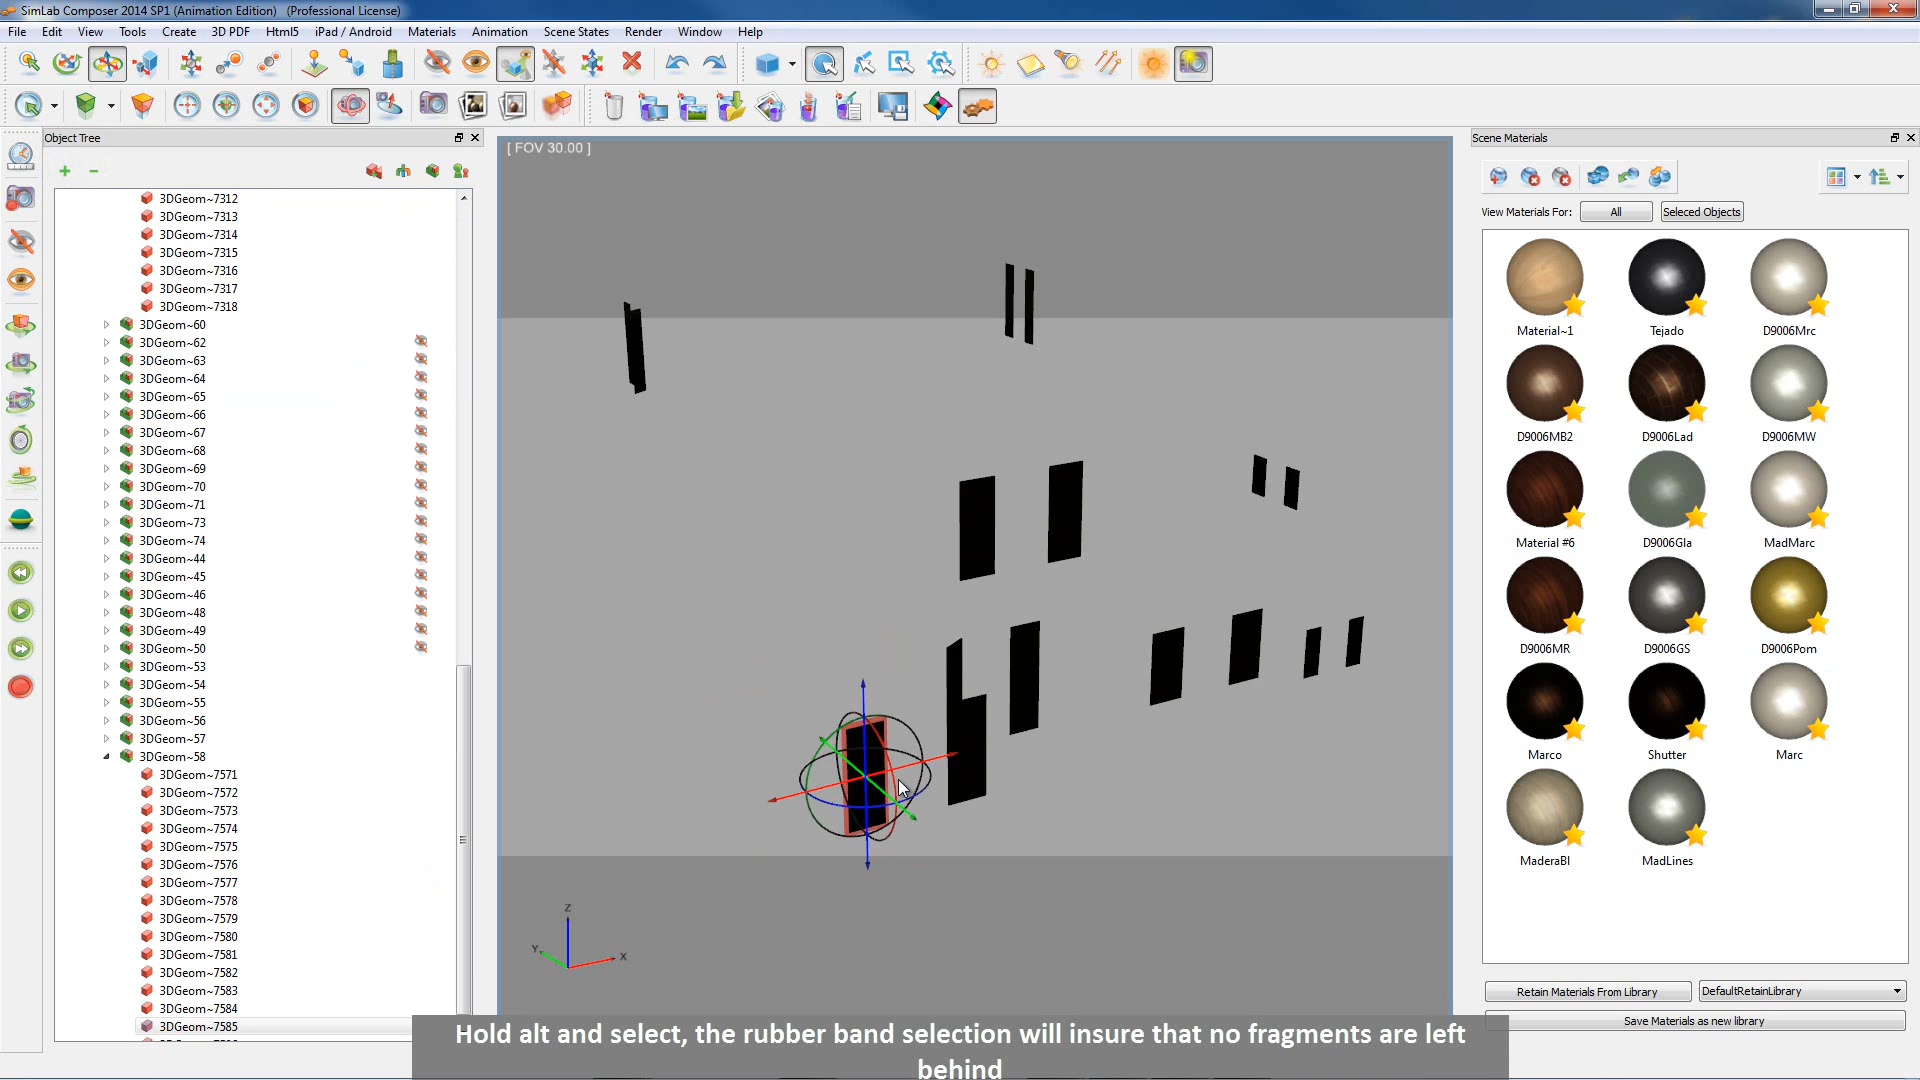 SimLab Composer 2014 SP1 (Animation Edition)   (Professional License)
File Edit View Tools Create 3D PDF Html5 iPad / Android Materials Animation Scene States Render Window Help
Object Tree
[ FOV 30.00 ]
3DGeom~7312
3DGeom~7313
3DGeom~7314
3DGeom~7315
3DGeom~7316
3DGeom~7317
3DGeom~7318
3DGeom~60
3DGeom~62
3DGeom~63
3DGeom~64
3DGeom~65
3DGeom~66
3DGeom~67
3DGeom~68
3DGeom~69
3DGeom~70
3DGeom~71
3DGeom~73
3DGeom~74
3DGeom~44
3DGeom~45
3DGeom~46
3DGeom~48
3DGeom~49
3DGeom~50
3DGeom~53
3DGeom~54
3DGeom~55
3DGeom~56
3DGeom~57
3DGeom~58
3DGeom~7571
3DGeom~7572
3DGeom~7573
3DGeom~7574
3DGeom~7575
3DGeom~7576
3DGeom~7577
3DGeom~7578
3DGeom~7579
3DGeom~7580
3DGeom~7581
3DGeom~7582
3DGeom~7583
3DGeom~7584
3DGeom~7585
Z
Y
X
Scene Materials
View Materials For: All Seleced Objects
Material~1 Tejado D9006Mrc
D9006MB2 D9006Lad D9006MW
Material #6 D9006Gla MadMarc
D9006MR D9006GS D9006Pom
Marco Shutter Marc
MaderaBl MadLines
Retain Materials From Library DefaultRetainLibrary
Save Materials as new library
Hold alt and select, the rubber band selection will insure that no fragments are left
behind